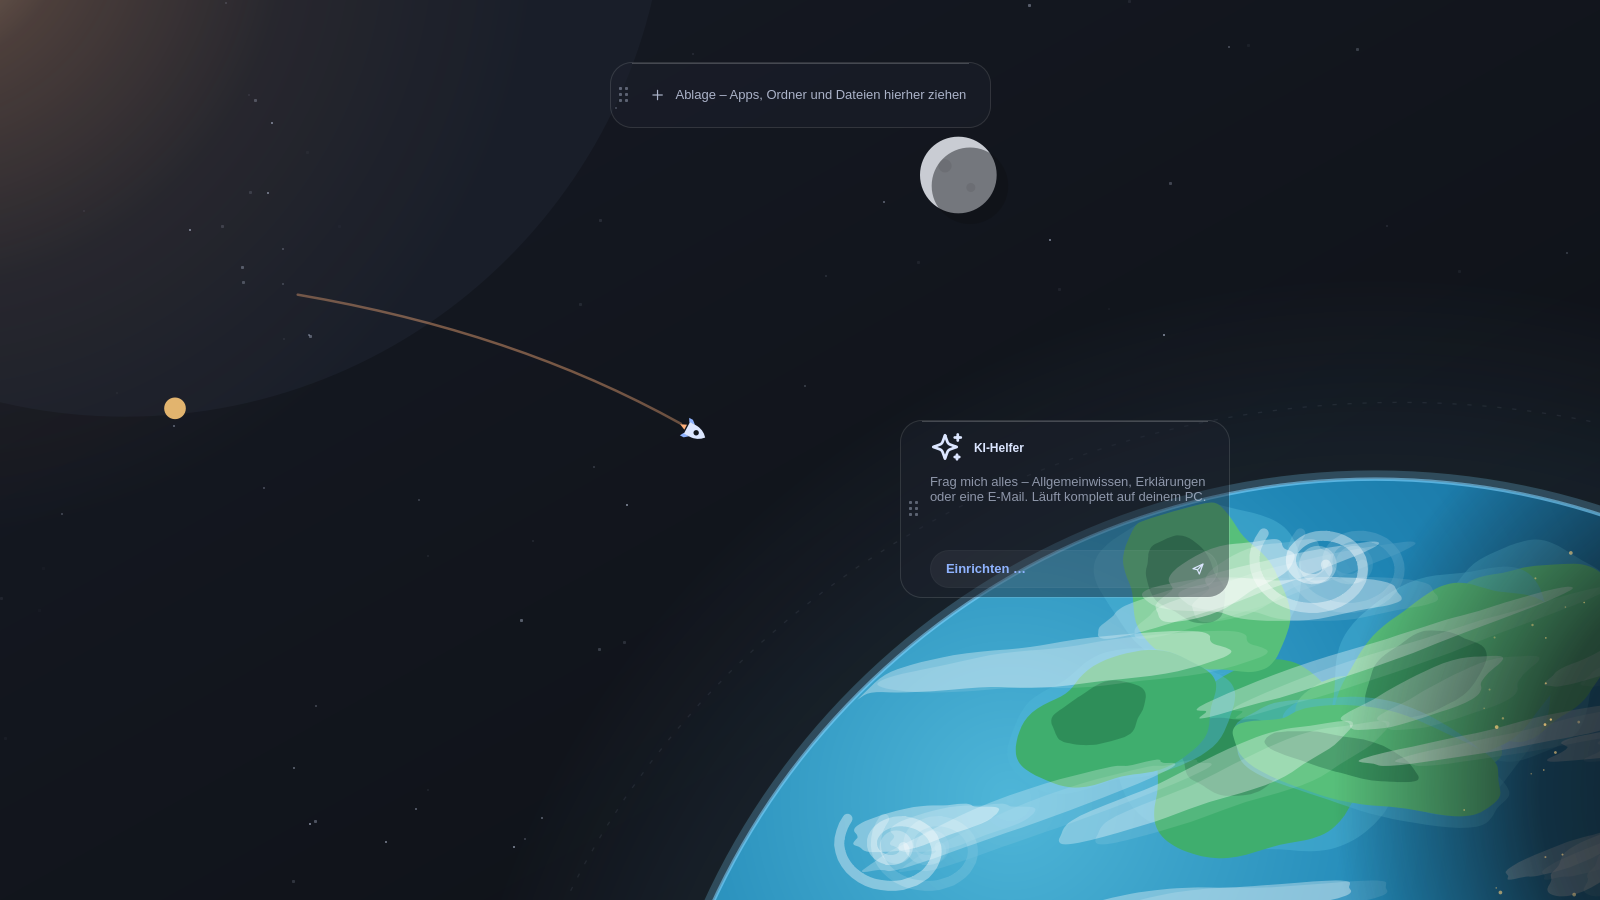 Ablage – Apps, Ordner und Dateien hierher ziehen
KI-Helfer
Frag mich alles – Allgemeinwissen, Erklärungen
oder eine E-Mail. Läuft komplett auf deinem PC.
Einrichten …